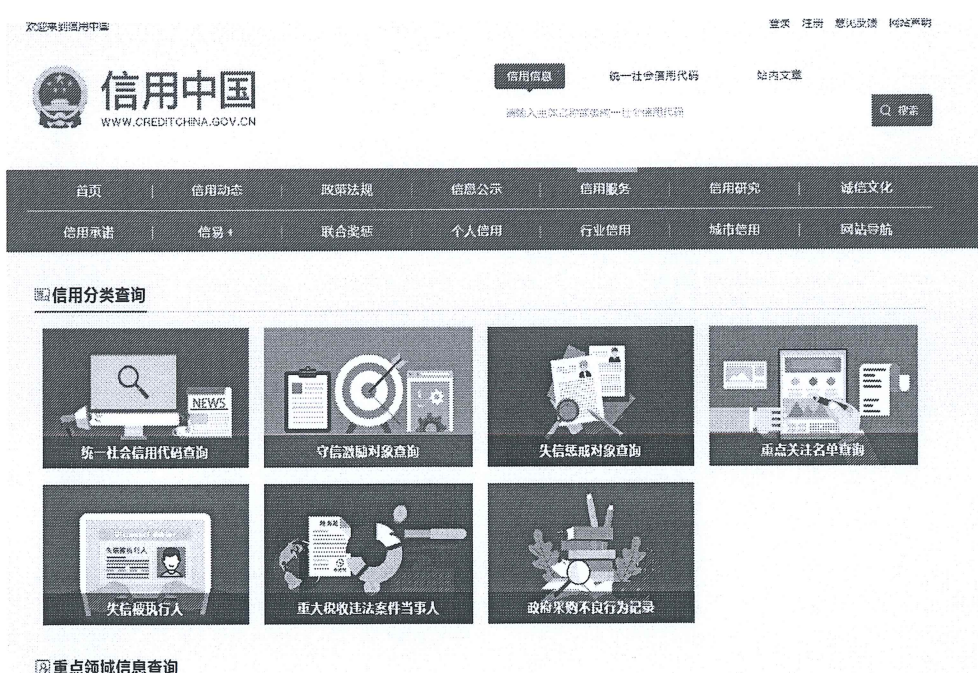 欢迎来到信用中国
登录 注册 意见反馈 网站声明
信用中国
WWW.CREDITCHINA.GOV.CN
信用信息 统一社会信用代码 站内文章
搜索
首页 信用动态 政策法规 信息公示 信用服务 信用研究 诚信文化
信用承诺 信易+ 联合奖惩 个人信用 行业信用 城市信用 网站导航
信用分类查询
NEWS
统一社会信用代码查询
守信激励对象查询
失信惩戒对象查询
重点关注名单查询
失信被执行人
失信被执行人
重大税收违法案件当事人
政府采购不良行为记录
重点领域信息查询